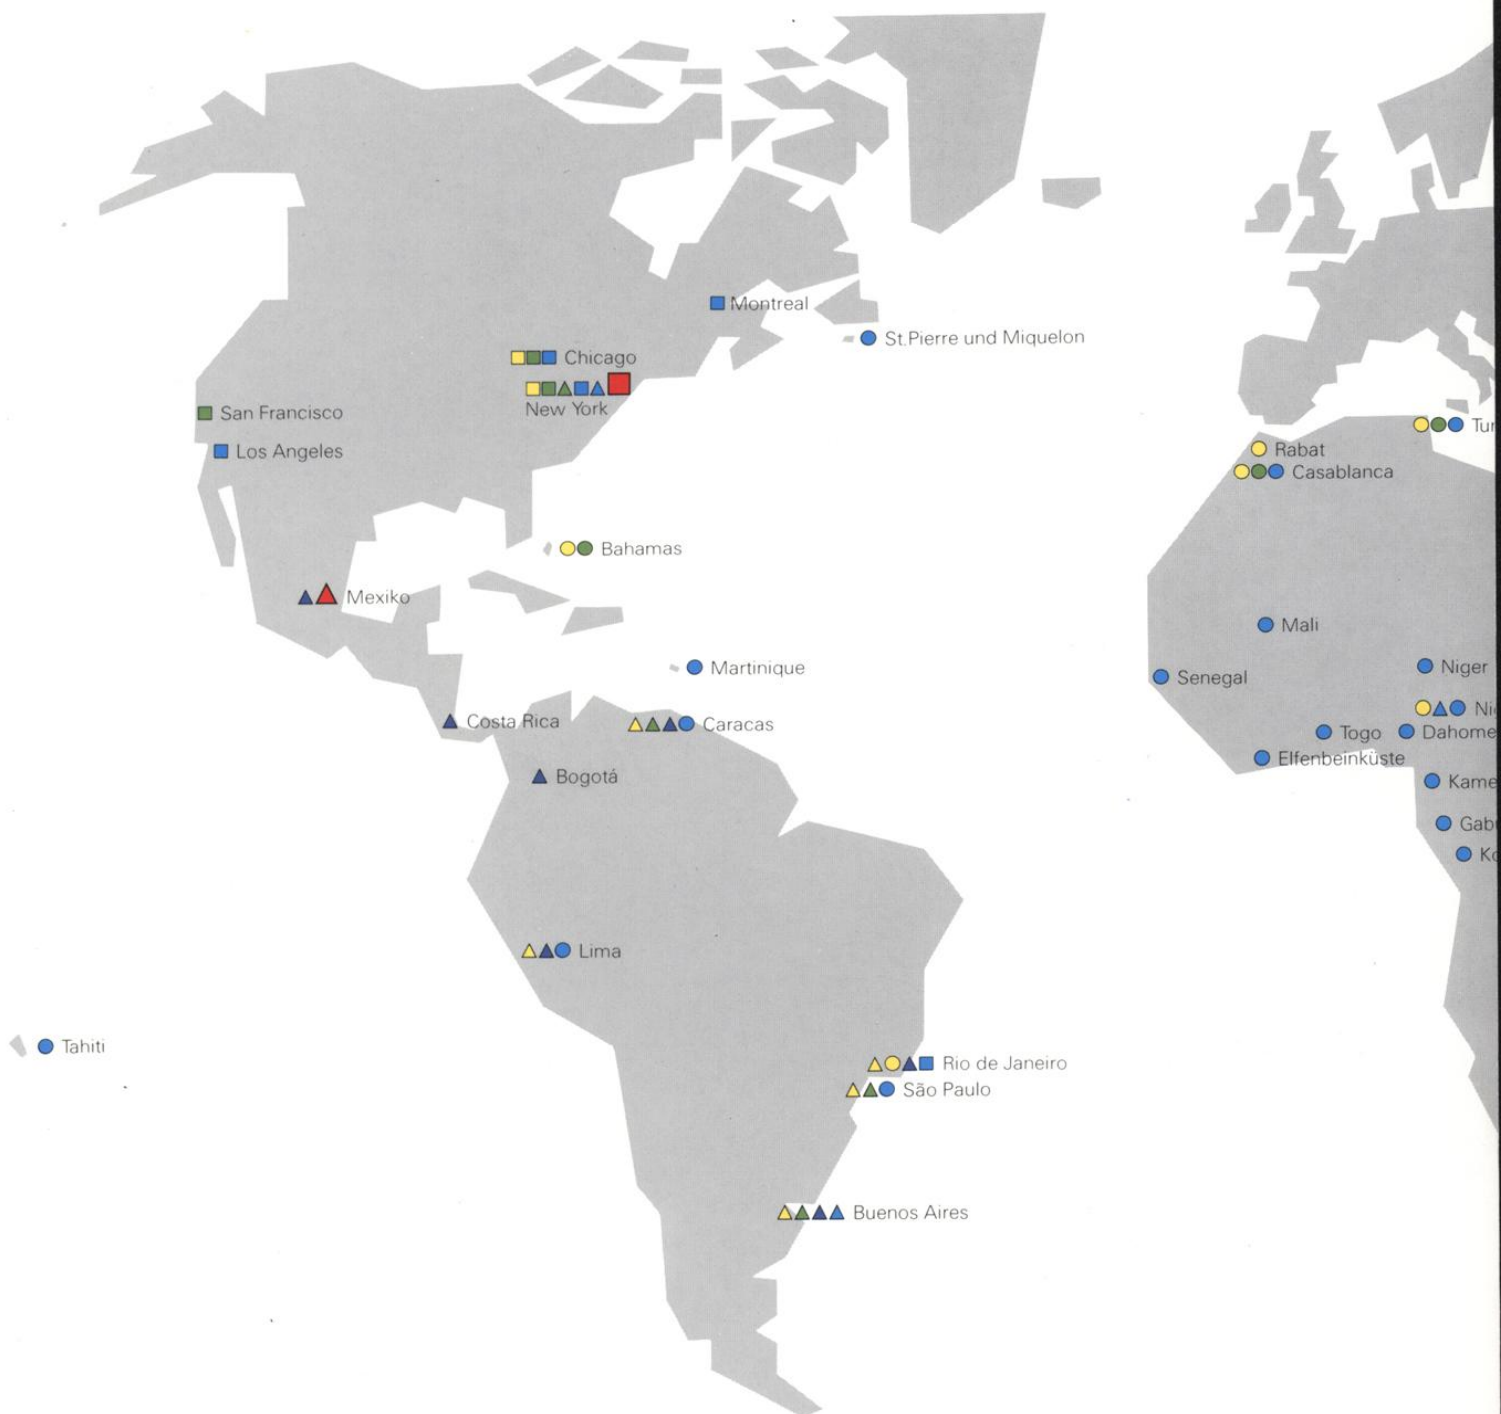 Montreal
St.Pierre und Miquelon
Chicago
New York
San Francisco
Los Angeles
Rabat
Casablanca
Bahamas
Mexiko
Mali
Martinique
Niger
Senegal
Costa Rica
Caracas
Togo
Elfenbeinküste
Bogotá
Lima
Tahiti
Rio de Janeiro
São Paulo
Buenos Aires